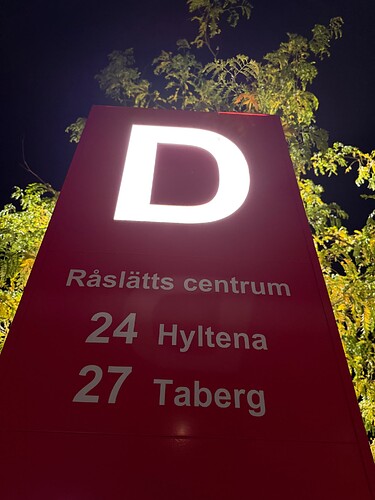 D
Råslätts centrum
24 Hyltena
27 Taberg